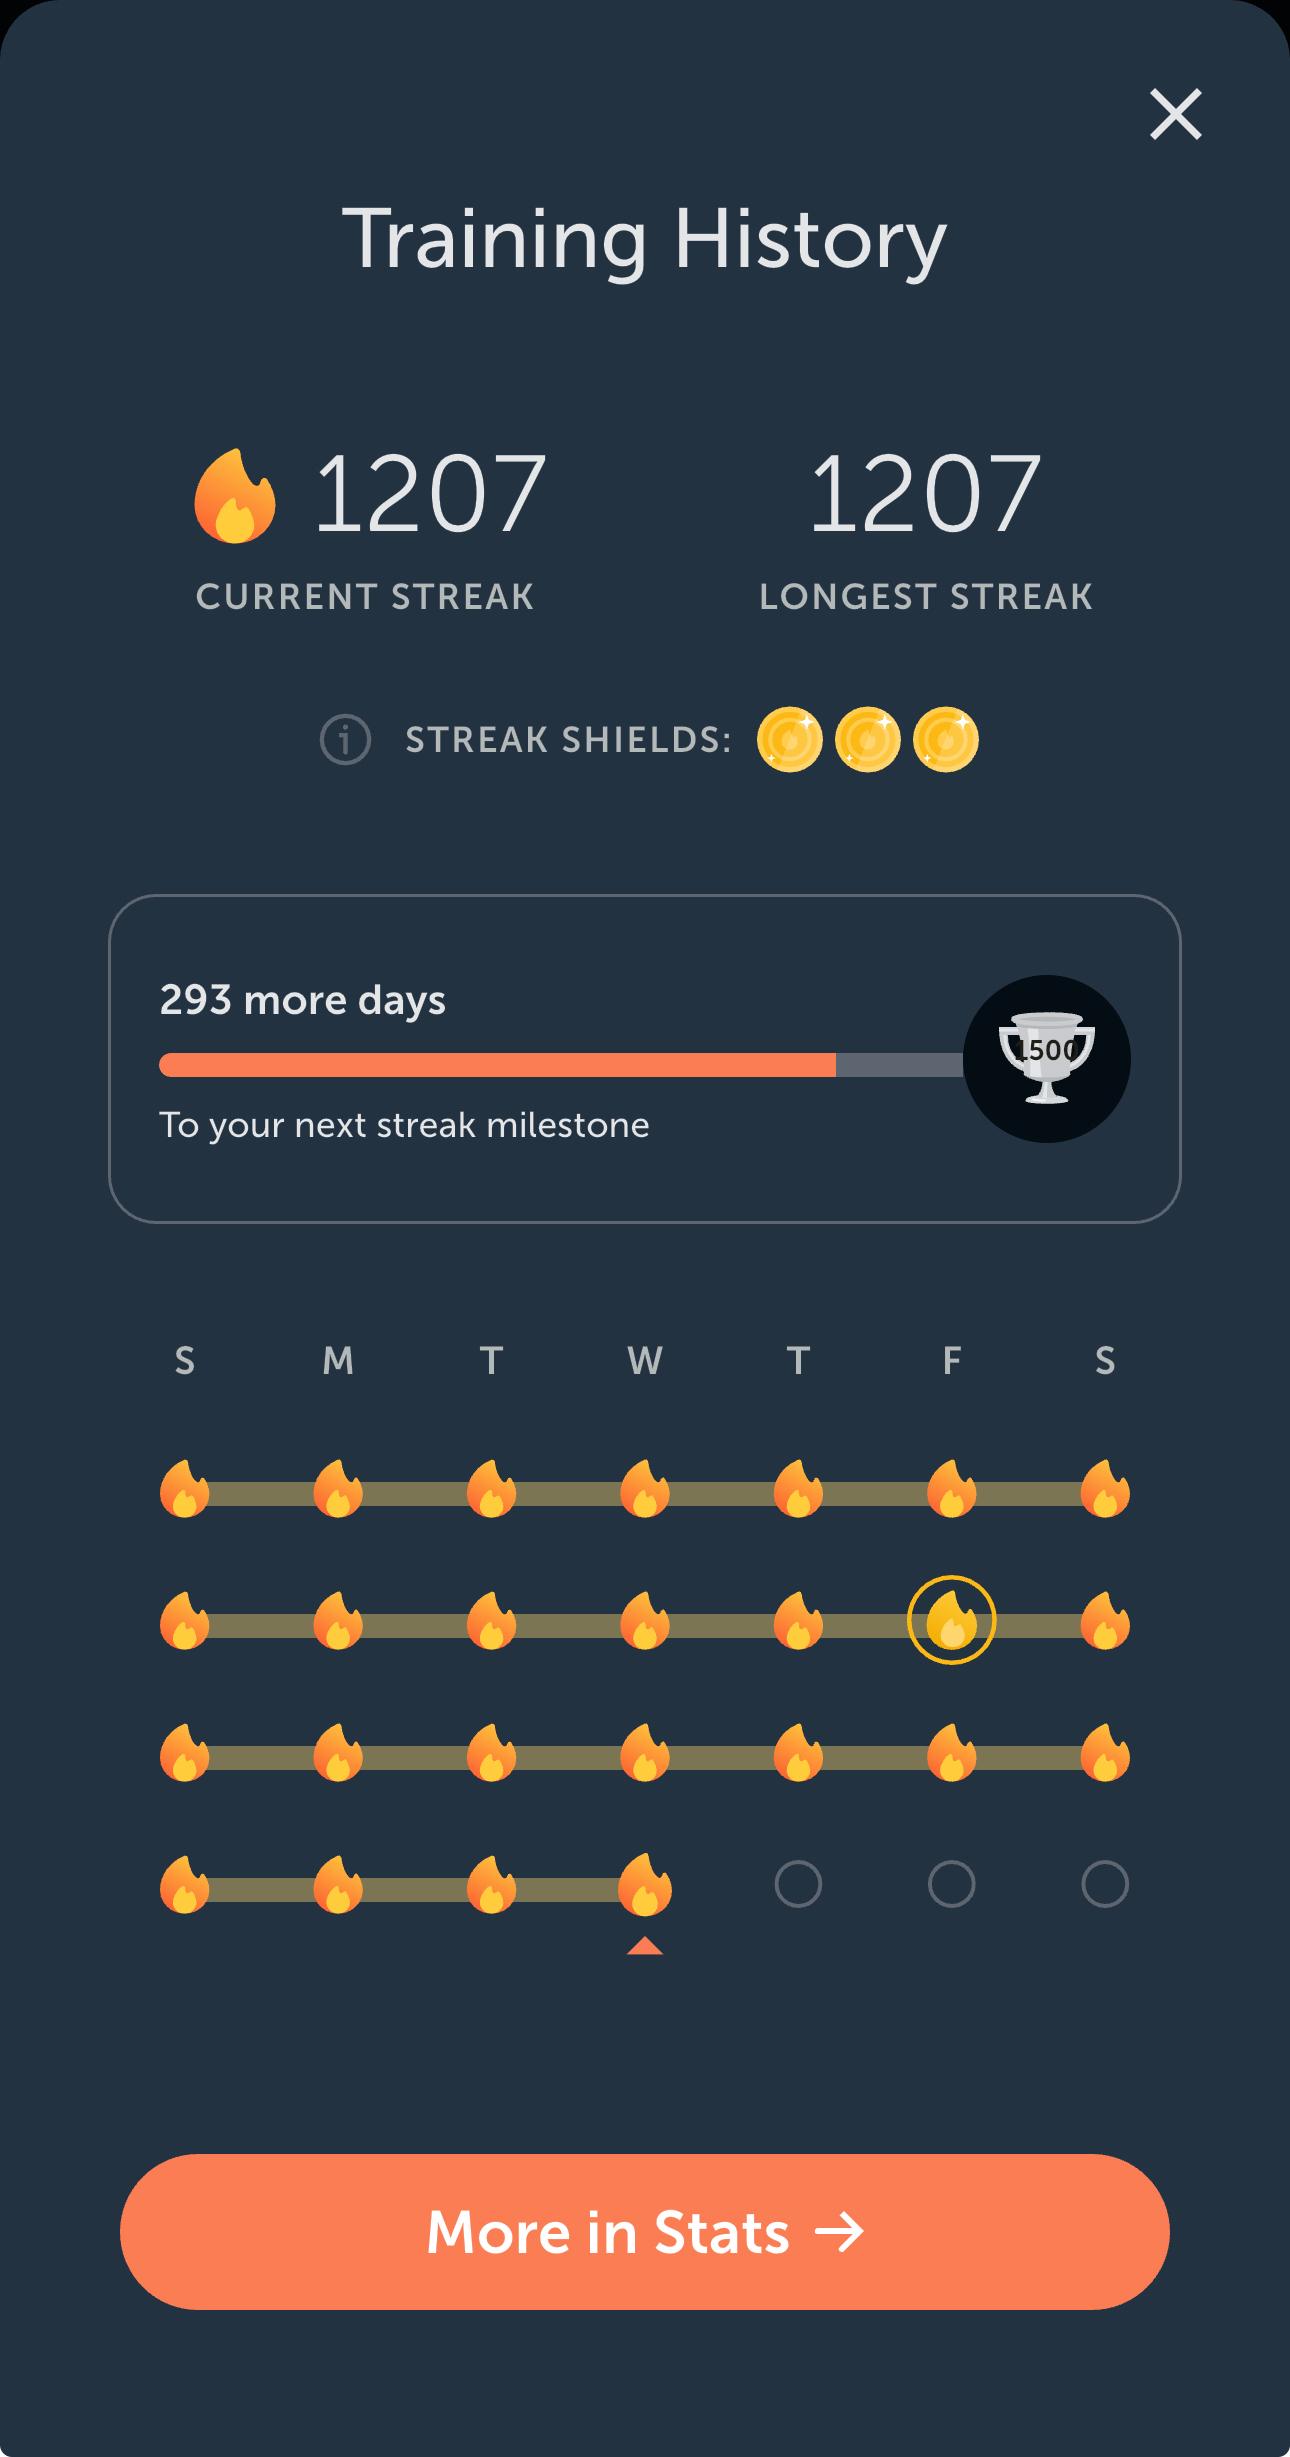 Training History
1207
1207
CURRENT STREAK
LONGEST STREAK
STREAK SHIELDS:
293 more days
1500
To your next streak milestone
S M T W T F S
More in Stats →